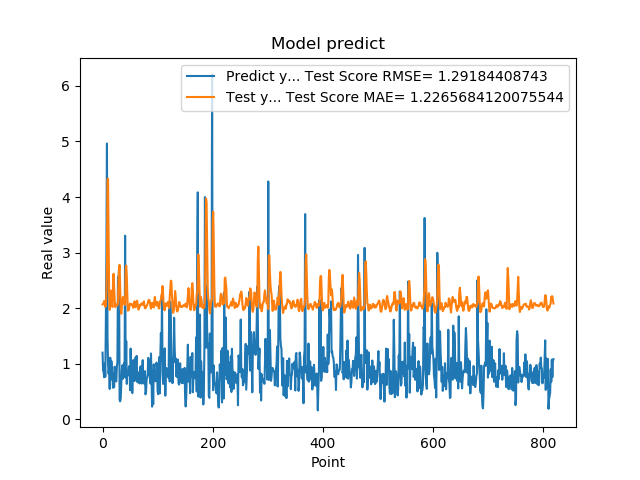 Model predict
Predict y... Test Score RMSE= 1.29184408743
Test y... Test Score MAE= 1.2265684120075544
Real value
6
5
4
3
2
1
0
0 200 400 600 800
Point